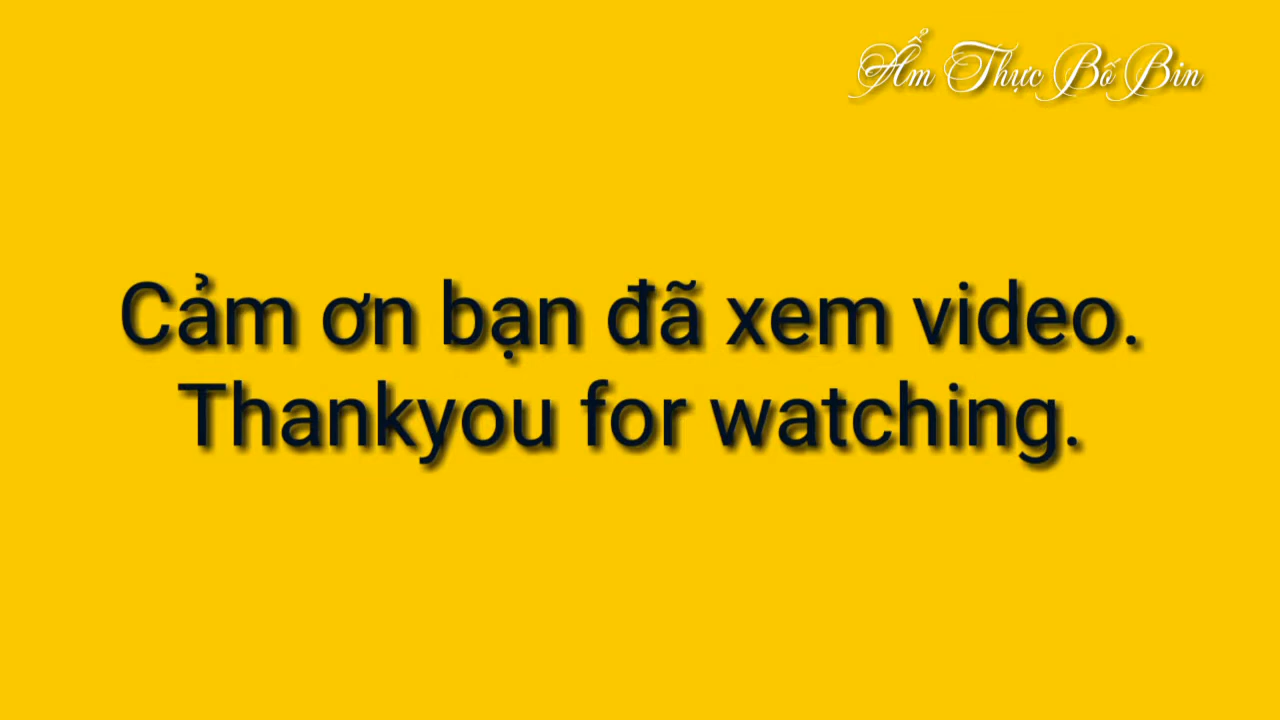 Ẩm Thực Bố Bin
Cảm ơn bạn đã xem video.
Thankyou for watching.